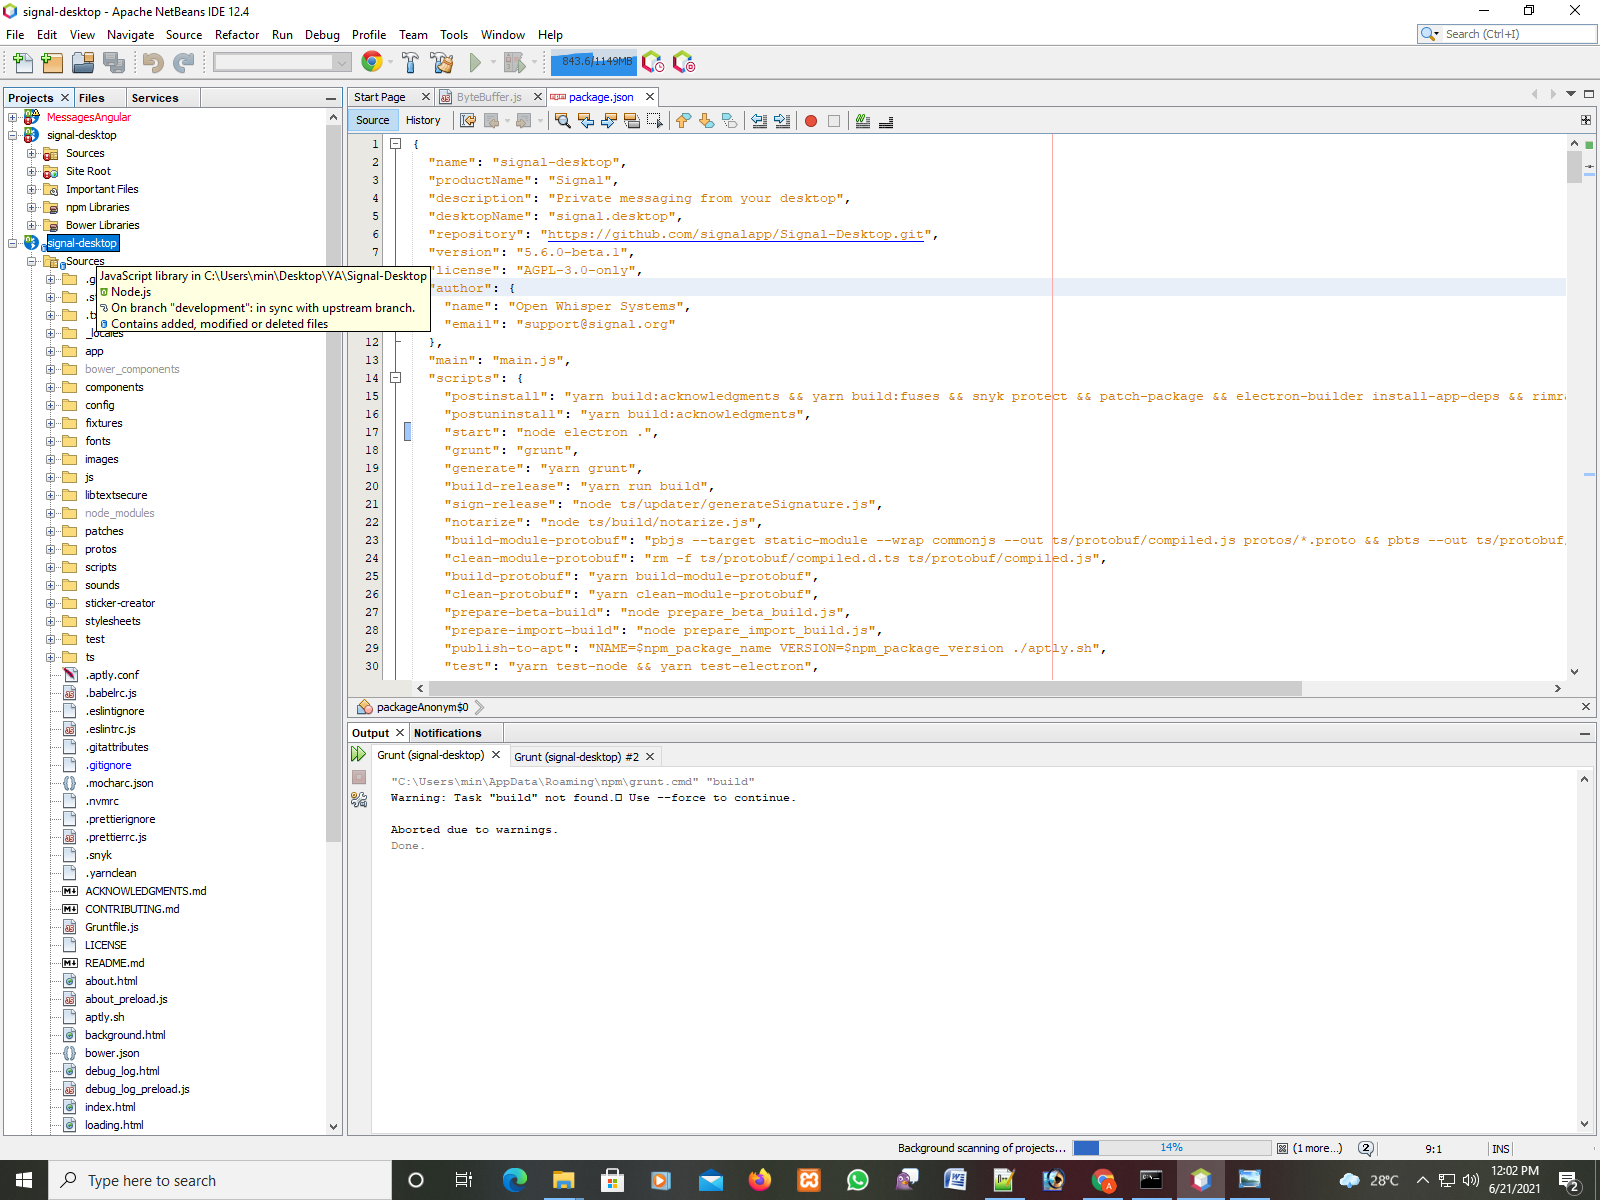 signal-desktop - Apache NetBeans IDE 12.4
File Edit View Navigate Source Refactor Run Debug Profile Team Tools Window Help
Search (Ctrl+I)
843.6/1149MB
Projects Files Services
Start Page ByteBuffer.js package.json
Source History
MessagesAngular
signal-desktop
Sources
Site Root
Important Files
npm Libraries
Bower Libraries
signal-desktop
Sources
JavaScript library in C:\Users\min\Desktop\YA\Signal-Desktop
Node.js
On branch "development": in sync with upstream branch.
Contains added, modified or deleted files
_locales
app
bower_components
components
config
fixtures
fonts
images
js
libtextsecure
node_modules
patches
protos
scripts
sounds
sticker-creator
stylesheets
test
ts
.aptly.conf
.babelrc.js
.eslintignore
.eslintrc.js
.gitattributes
.gitignore
.mocharc.json
.nvmrc
.prettierignore
.prettierrc.js
.snyk
.yarnclean
ACKNOWLEDGMENTS.md
CONTRIBUTING.md
Gruntfile.js
LICENSE
README.md
about.html
about_preload.js
aptly.sh
background.html
bower.json
debug_log.html
debug_log_preload.js
index.html
loading.html
1 {
2 "name": "signal-desktop",
3 "productName": "Signal",
4 "description": "Private messaging from your desktop",
5 "desktopName": "signal.desktop",
6 "repository": "https://github.com/signalapp/Signal-Desktop.git",
7 "version": "5.6.0-beta.1",
"license": "AGPL-3.0-only",
"author": {
"name": "Open Whisper Systems",
"email": "support@signal.org"
12 },
13 "main": "main.js",
14 "scripts": {
15 "postinstall": "yarn build:acknowledgments && yarn build:fuses && snyk protect && patch-package && electron-builder install-app-deps && rimra
16 "postuninstall": "yarn build:acknowledgments",
17 "start": "node electron .",
18 "grunt": "grunt",
19 "generate": "yarn grunt",
20 "build-release": "yarn run build",
21 "sign-release": "node ts/updater/generateSignature.js",
22 "notarize": "node ts/build/notarize.js",
23 "build-module-protobuf": "pbjs --target static-module --wrap commonjs --out ts/protobuf/compiled.js protos/*.proto && pbts --out ts/protobuf/
24 "clean-module-protobuf": "rm -f ts/protobuf/compiled.d.ts ts/protobuf/compiled.js",
25 "build-protobuf": "yarn build-module-protobuf",
26 "clean-protobuf": "yarn clean-module-protobuf",
27 "prepare-beta-build": "node prepare_beta_build.js",
28 "prepare-import-build": "node prepare_import_build.js",
29 "publish-to-apt": "NAME=$npm_package_name VERSION=$npm_package_version ./aptly.sh",
30 "test": "yarn test-node && yarn test-electron",
packageAnonym$0
Output Notifications
Grunt (signal-desktop) Grunt (signal-desktop) #2
"C:\Users\min\AppData\Roaming\npm\grunt.cmd" "build"
Warning: Task "build" not found. Use --force to continue.
Aborted due to warnings.
Done.
Background scanning of projects... 14% (1 more...) 2 9:1 INS
Type here to search
28°C
12:02 PM
6/21/2021
2